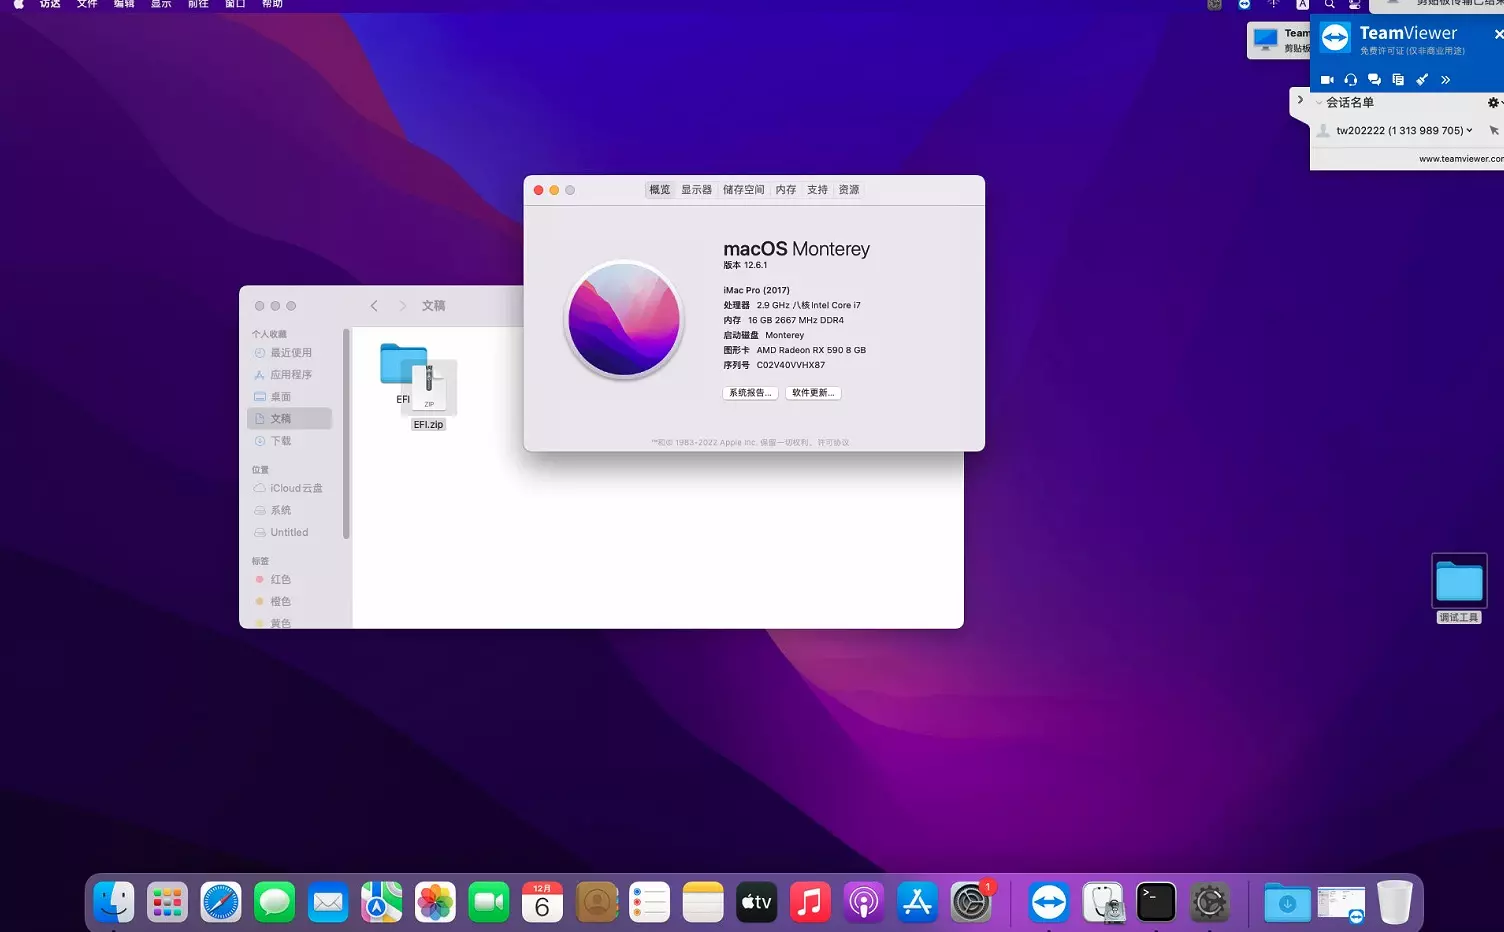 访达 文件 编辑 显示 前往 窗口 帮助
A
剪贴板传输已结束
Team
剪贴板
TeamViewer
免费许可证 (仅非商业用途)
会话名单
tw202222 (1 313 989 705)
www.teamviewer.com
概览 显示器 储存空间 内存 支持 资源
macOS Monterey
版本 12.6.1
iMac Pro (2017)
处理器 2.9 GHz 八核Intel Core i7
内存 16 GB 2667 MHz DDR4
启动磁盘 Monterey
图形卡 AMD Radeon RX 590 8 GB
序列号 C02V40VVHX87
系统报告... 软件更新...
™和© 1983-2022 Apple Inc. 保留一切权利。许可协议
文稿
个人收藏
最近使用
应用程序
桌面
文稿
下载
位置
iCloud云盘
系统
Untitled
标签
红色
橙色
黄色
EFI
ZIP
EFI.zip
调试工具
12月
6
tv
1